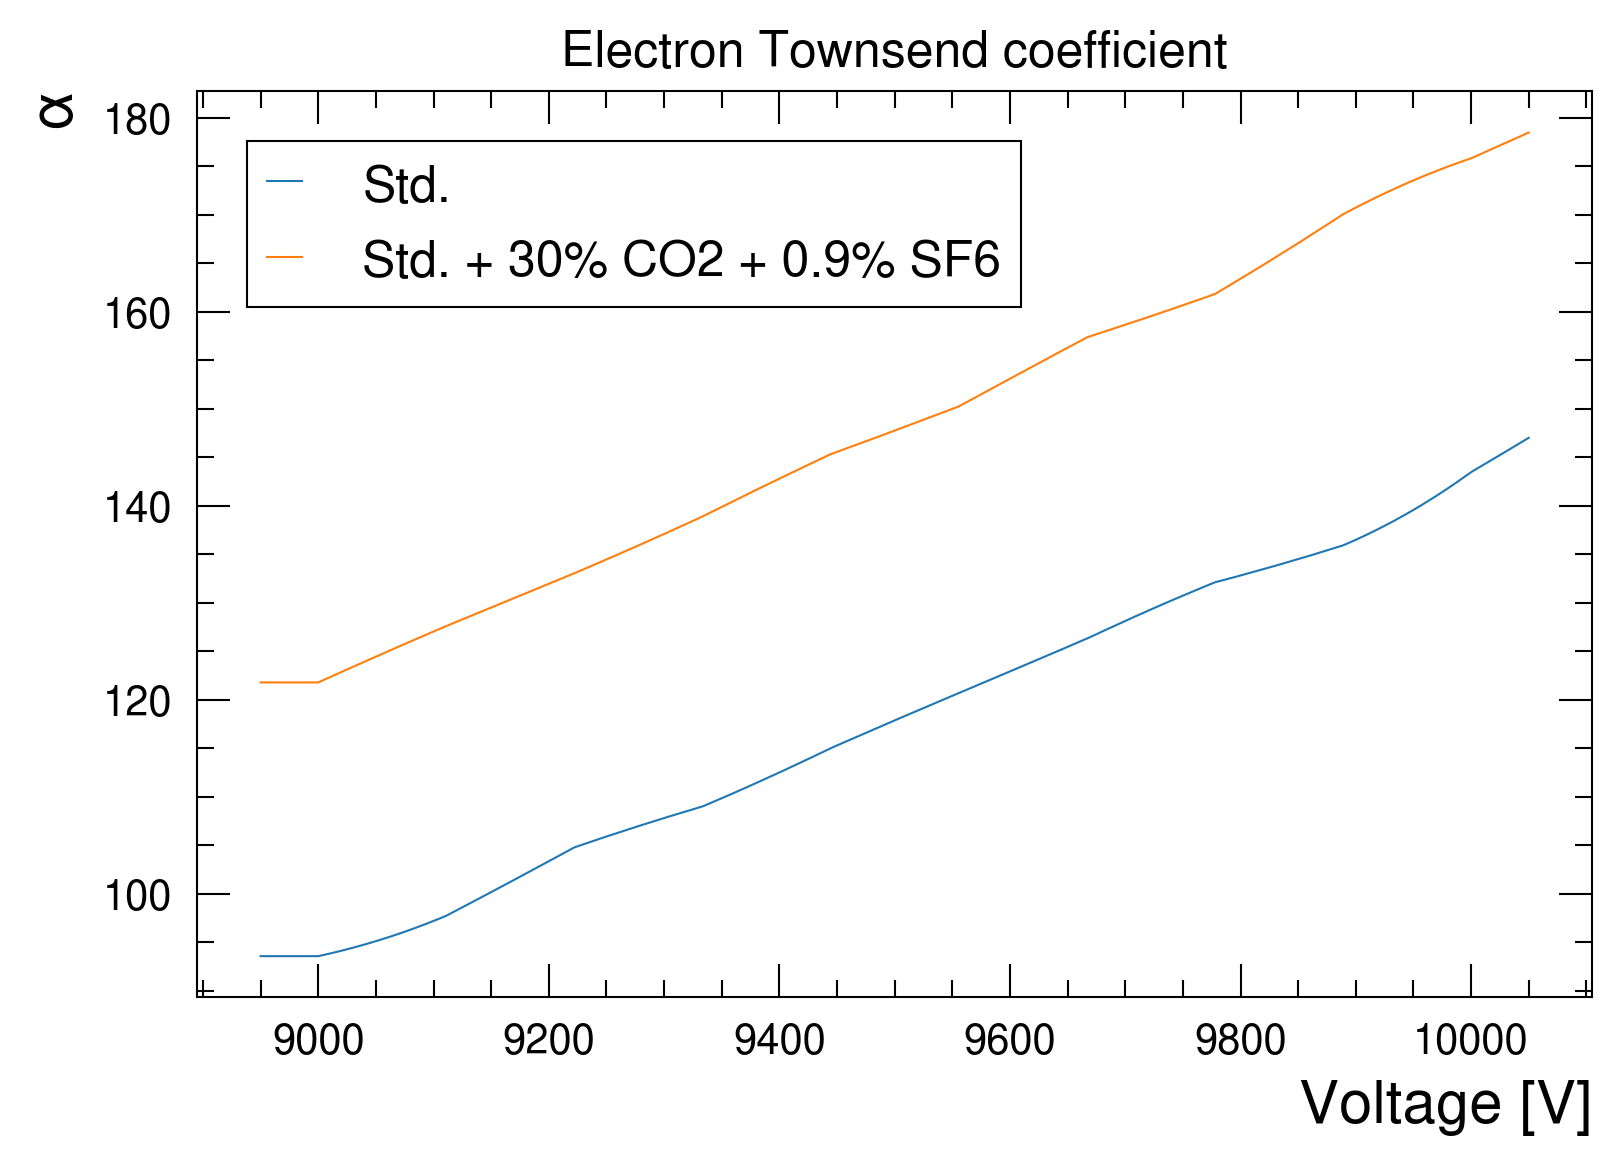 Electron Townsend coefficient
α
180
160
140
120
100
Std.
Std. + 30% CO2 + 0.9% SF6
9000 9200 9400 9600 9800 10000
Voltage [V]